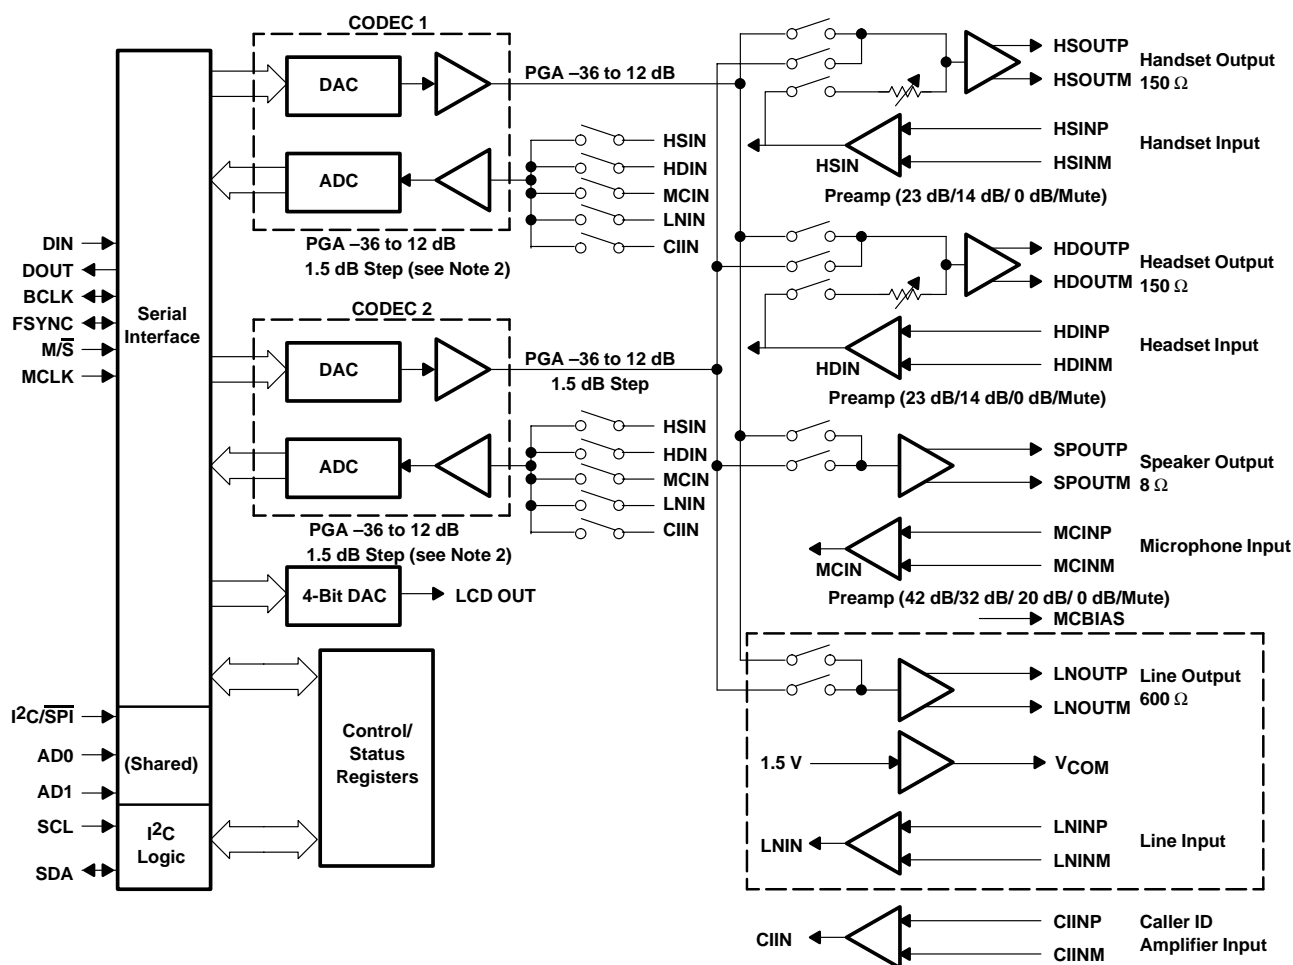 CODEC 1
DAC
PGA –36 to 12 dB
ADC
HSIN
HDIN
MCIN
LNIN
CIIN
PGA –36 to 12 dB
1.5 dB Step (see Note 2)
DIN
DOUT
BCLK
FSYNC
M/S̅
MCLK
Serial
Interface
CODEC 2
DAC
PGA –36 to 12 dB
1.5 dB Step
ADC
HSIN
HDIN
MCIN
LNIN
CIIN
PGA –36 to 12 dB
1.5 dB Step (see Note 2)
4-Bit DAC
LCD OUT
I²C/S̅P̅I̅
AD0
AD1
SCL
SDA
(Shared)
I²C
Logic
Control/
Status
Registers
HSOUTP
HSOUTM
Handset Output
150 Ω
HSINP
HSINM
Handset Input
HSIN
Preamp (23 dB/14 dB/ 0 dB/Mute)
HDOUTP
HDOUTM
Headset Output
150 Ω
HDINP
HDINM
Headset Input
HDIN
Preamp (23 dB/14 dB/0 dB/Mute)
SPOUTP
SPOUTM
Speaker Output
8 Ω
MCINP
MCINM
Microphone Input
MCIN
Preamp (42 dB/32 dB/ 20 dB/ 0 dB/Mute)
MCBIAS
LNOUTP
LNOUTM
Line Output
600 Ω
1.5 V
VCOM
LNINP
LNINM
Line Input
LNIN
CIINP
CIINM
Caller ID
Amplifier Input
CIIN